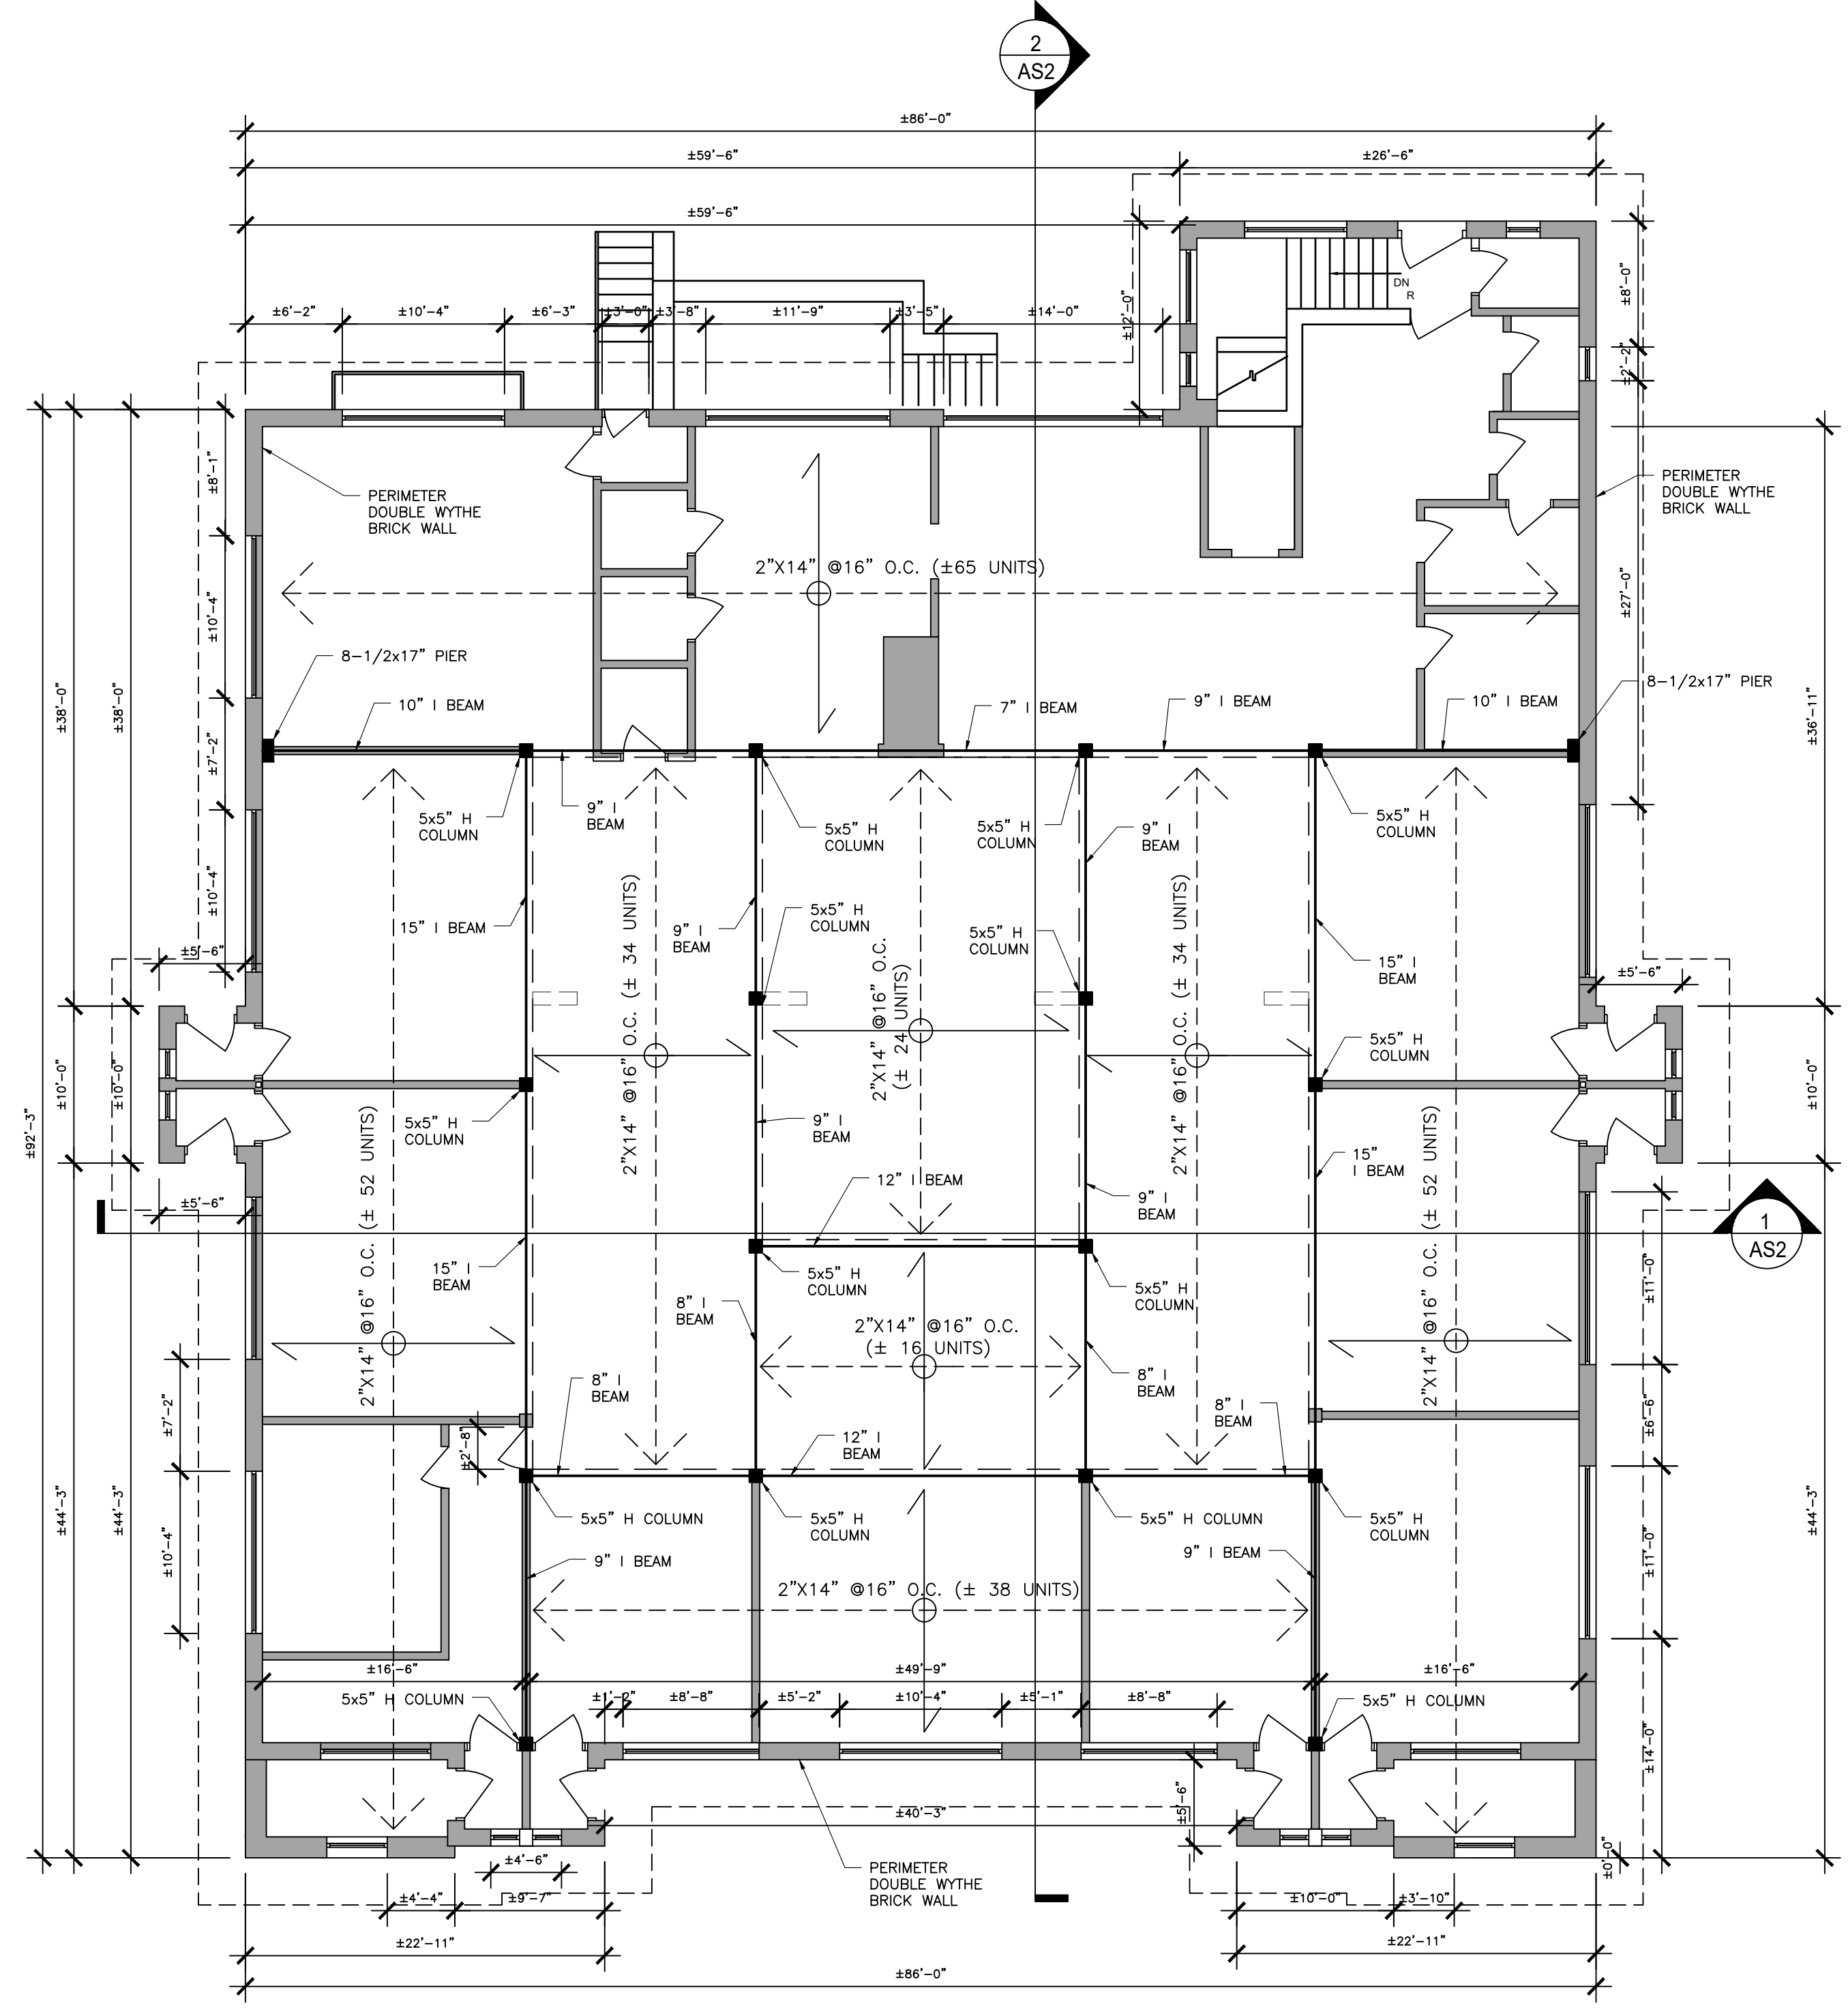 2
AS2
±86'-0"
±59'-6"
±26'-6"
±59'-6"
±6'-2"
±10'-4"
±6'-3"
±3'-0"
±3'-8"
±11'-9"
±3'-5"
±14'-0"
±12'-0"
DN
R
±8'-0"
±2'-2"
±8'-1"
PERIMETER
DOUBLE WYTHE
BRICK WALL
PERIMETER
DOUBLE WYTHE
BRICK WALL
2"X14" @16" O.C. (±65 UNITS)
±10'-4"
±27'-0"
8-1/2x17" PIER
8-1/2x17" PIER
10" I BEAM
7" I BEAM
9" I BEAM
10" I BEAM
±38'-0"
±38'-0"
±36'-11"
±7'-2"
5x5" H
COLUMN
9" I
BEAM
5x5" H
COLUMN
5x5" H
COLUMN
9" I
BEAM
5x5" H
COLUMN
±10'-4"
15" I BEAM
9" I
BEAM
5x5" H
COLUMN
5x5" H
COLUMN
15" I
BEAM
±5'-6"
±5'-6"
2"X14" @16" O.C. (± 34 UNITS)
2"X14" @16" O.C.
(± 24 UNITS)
2"X14" @16" O.C. (± 34 UNITS)
5x5" H
COLUMN
±10'-0"
±10'-0"
±10'-0"
±92'-3"
5x5" H
COLUMN
9" I
BEAM
15"
I BEAM
12" I BEAM
9" I
BEAM
±5'-6"
2"X14" @16" O.C. (± 52 UNITS)
2"X14" @16" O.C. (± 52 UNITS)
1
AS2
15" I
BEAM
5x5" H
COLUMN
5x5" H
COLUMN
±11'-0"
8" I
BEAM
2"X14" @16" O.C.
(± 16 UNITS)
8" I
BEAM
8" I
BEAM
8" I
BEAM
±7'-2"
±6'-6"
±2'-8"
12" I
BEAM
±44'-3"
±44'-3"
±44'-3"
5x5" H COLUMN
5x5" H
COLUMN
5x5" H COLUMN
5x5" H
COLUMN
±10'-4"
±11'-0"
9" I BEAM
9" I BEAM
2"X14" @16" O.C. (± 38 UNITS)
±16'-6"
±49'-9"
±16'-6"
5x5" H COLUMN
±1'-2"
±8'-8"
±5'-2"
±10'-4"
±5'-1"
±8'-8"
5x5" H COLUMN
±14'-0"
±5'-6"
±40'-3"
±4'-6"
PERIMETER
DOUBLE WYTHE
BRICK WALL
±0'-0"
±4'-4"
±9'-7"
±10'-0"
±3'-10"
±22'-11"
±22'-11"
±86'-0"